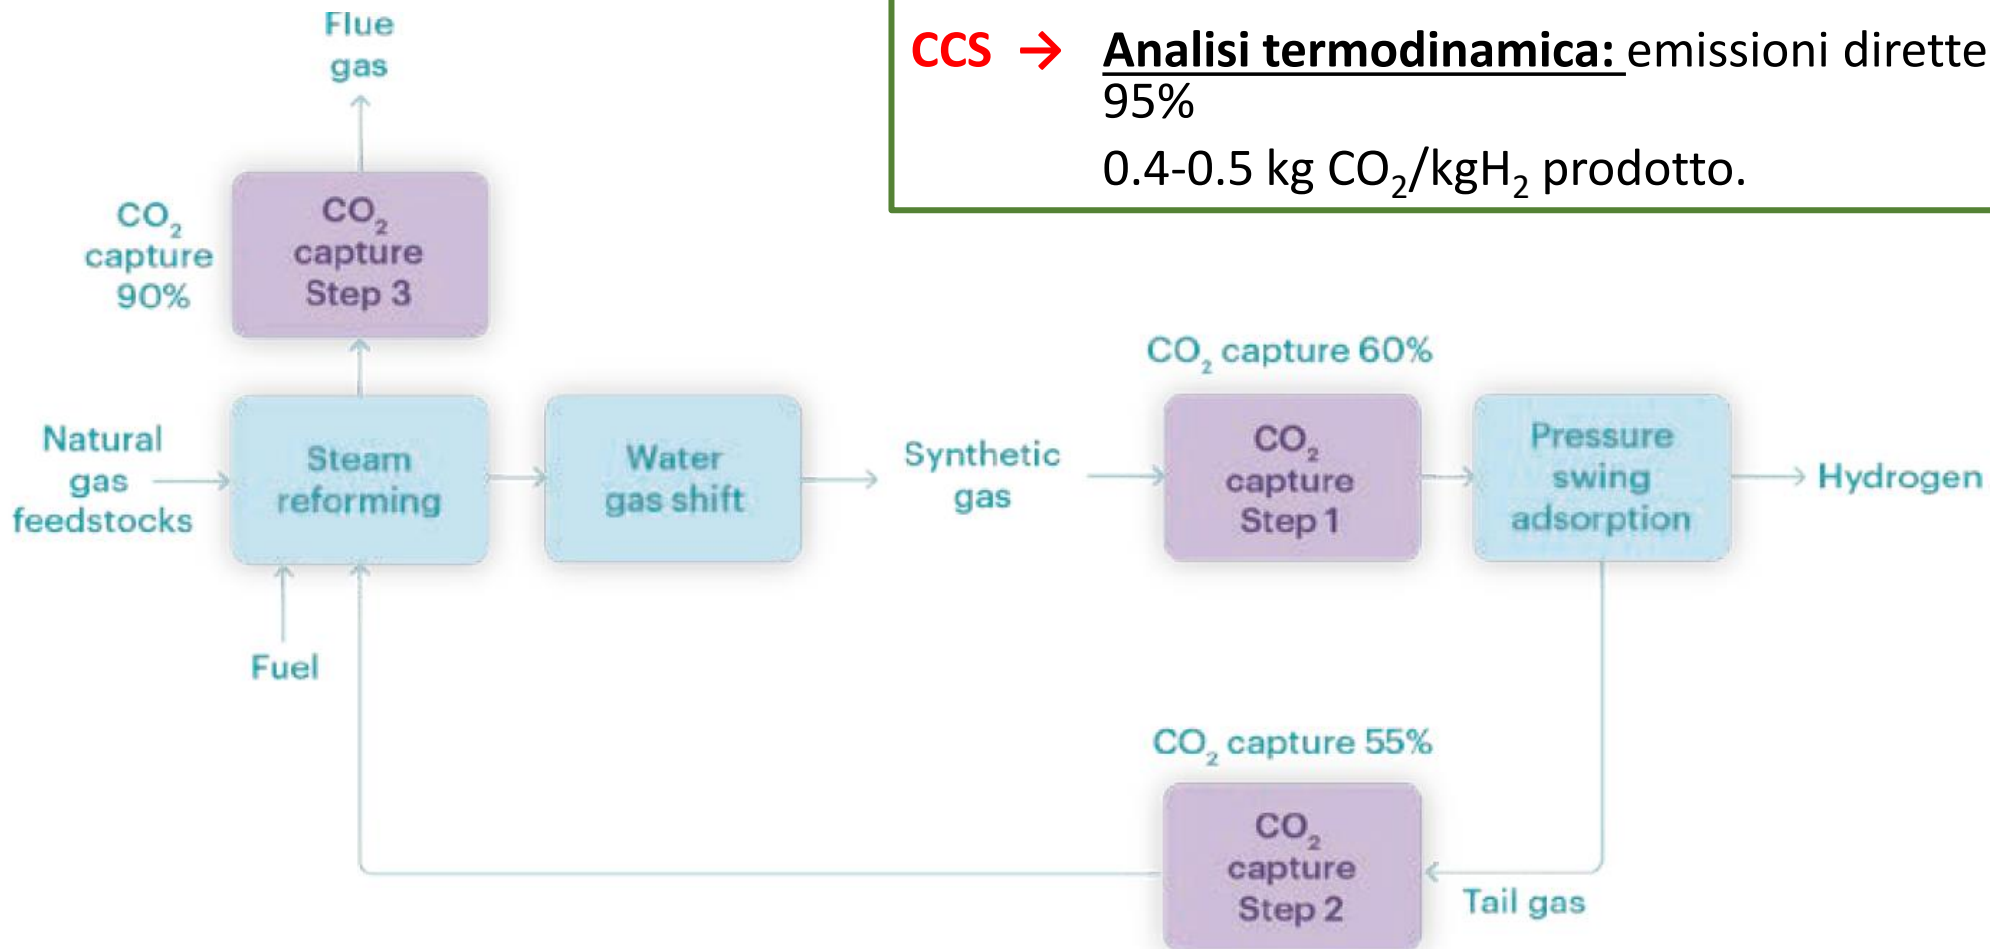 Flue
gas
CCS → Analisi termodinamica: emissioni dirette
95%
0.4-0.5 kg CO₂/kgH₂ prodotto.
CO₂
capture
90%
CO₂
capture
Step 3
Natural
gas
feedstocks
Steam
reforming
Water
gas shift
Synthetic
gas
CO₂ capture 60%
CO₂
capture
Step 1
Pressure
swing
adsorption
Hydrogen
Fuel
CO₂ capture 55%
CO₂
capture
Step 2
Tail gas